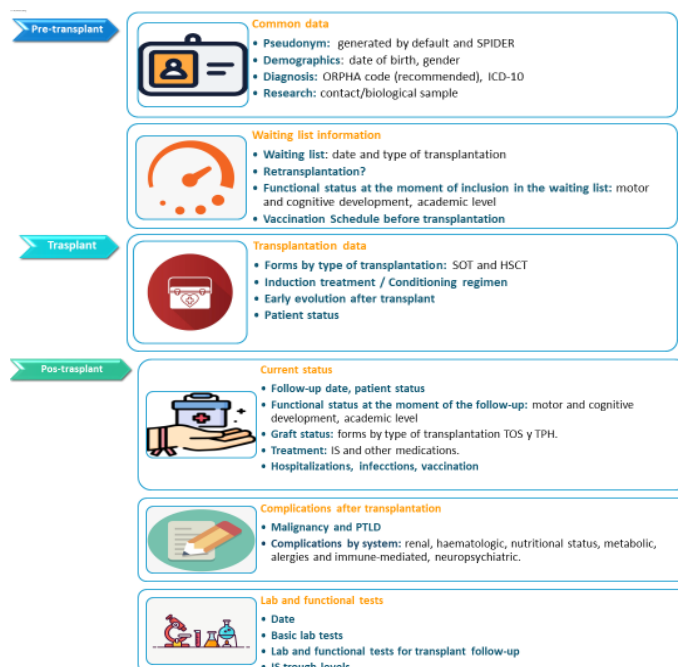 Pre-transplant
Common data
• Pseudonym: generated by default and SPIDER
• Demographics: date of birth, gender
• Diagnosis: ORPHA code (recommended), ICD-10
• Research: contact/biological sample
Waiting list information
• Waiting list: date and type of transplantation
• Retransplantation?
• Functional status at the moment of inclusion in the waiting list: motor
and cognitive development, academic level
• Vaccination Schedule before transplantation
Trasplant
Transplantation data
• Forms by type of transplantation: SOT and HSCT
• Induction treatment / Conditioning regimen
• Early evolution after transplant
• Patient status
Pos-trasplant
Current status
• Follow-up date, patient status
• Functional status at the moment of the follow-up: motor and cognitive
development, academic level
• Graft status: forms by type of transplantation TOS y TPH.
• Treatment: IS and other medications.
• Hospitalizations, infecctions, vaccination
Complications after transplantation
• Malignancy and PTLD
• Complications by system: renal, haematologic, nutritional status, metabolic,
alergies and immune-mediated, neuropsychiatric.
Lab and functional tests
• Date
• Basic lab tests
• Lab and functional tests for transplant follow-up
• IS trough levels